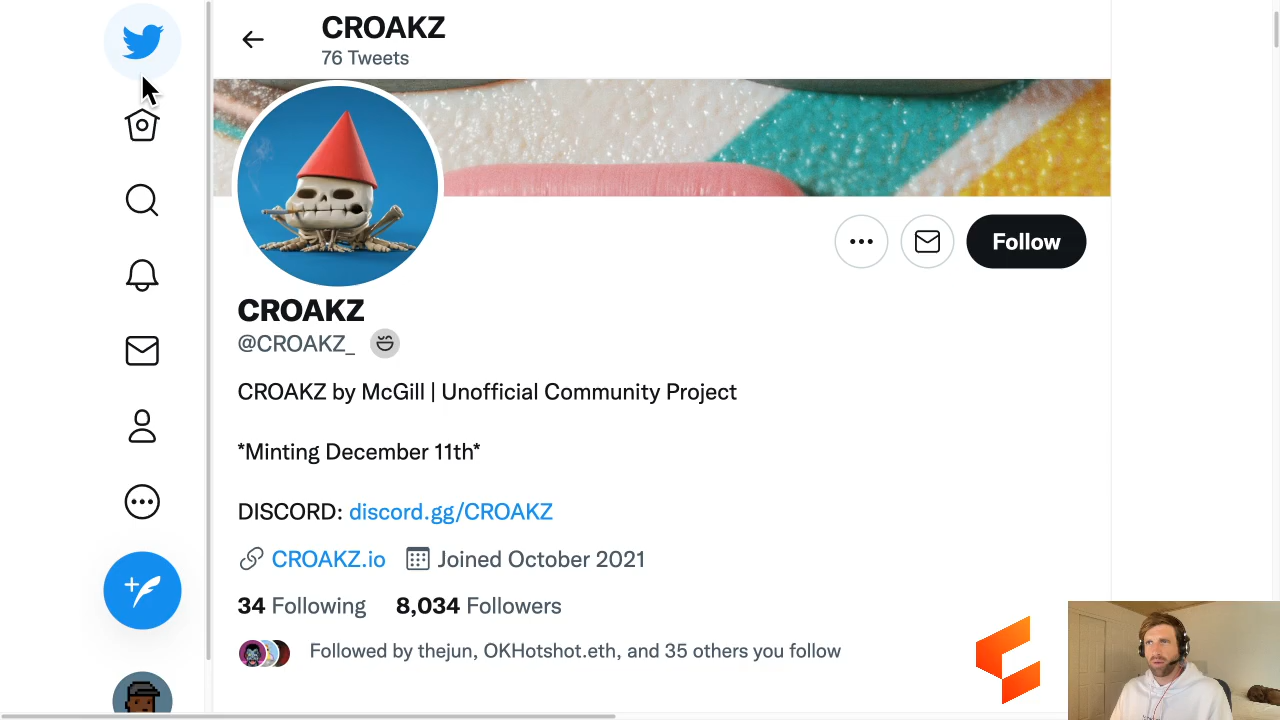 CROAKZ
76 Tweets
Follow
CROAKZ
@CROAKZ_
CROAKZ by McGill | Unofficial Community Project
*Minting December 11th*
DISCORD: discord.gg/CROAKZ
CROAKZ.io Joined October 2021
34 Following 8,034 Followers
Followed by thejun, OKHotshot.eth, and 35 others you follow